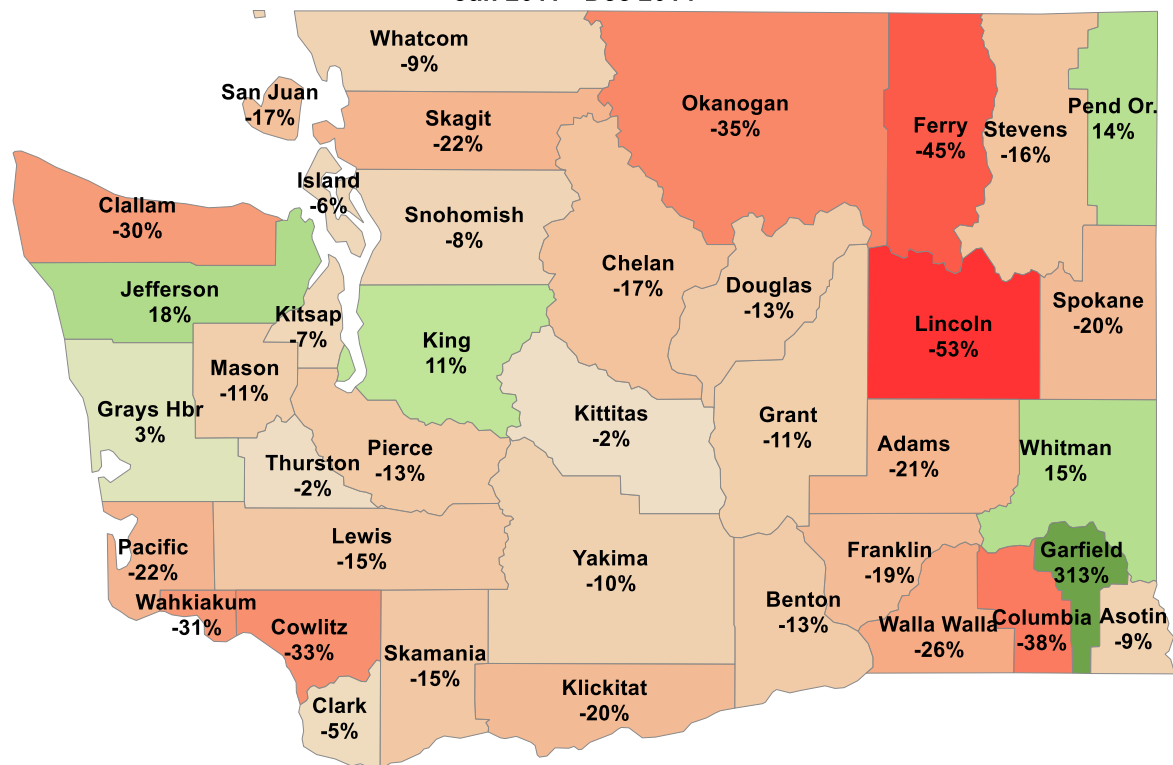 Whatcom
-9%
San Juan
-17%
Skagit
-22%
Okanogan
-35%
Ferry
-45%
Stevens
-16%
Pend Or.
14%
Island
-6%
Clallam
-30%
Snohomish
-8%
Chelan
-17%
Douglas
-13%
Jefferson
18%
Kitsap
-7%
King
11%
Lincoln
-53%
Spokane
-20%
Mason
-11%
Grays Hbr
3%
Kittitas
-2%
Grant
-11%
Adams
-21%
Whitman
15%
Thurston
-2%
Pierce
-13%
Pacific
-22%
Lewis
-15%
Yakima
-10%
Franklin
-19%
Garfield
313%
Wahkiakum
-31%
Cowlitz
-33%
Skamania
-15%
Benton
-13%
Walla Walla
-26%
Columbia
-38%
Asotin
-9%
Clark
-5%
Klickitat
-20%